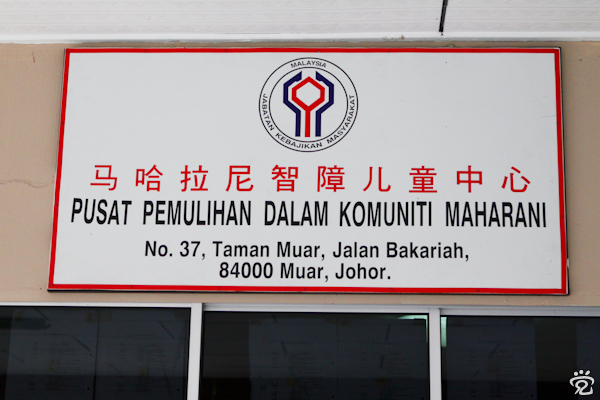 MALAYSIA
JABATAN KEBAJIKAN MASYARAKAT
马哈拉尼智障儿童中心
PUSAT PEMULIHAN DALAM KOMUNITI MAHARANI
No. 37, Taman Muar, Jalan Bakariah,
84000 Muar, Johor.